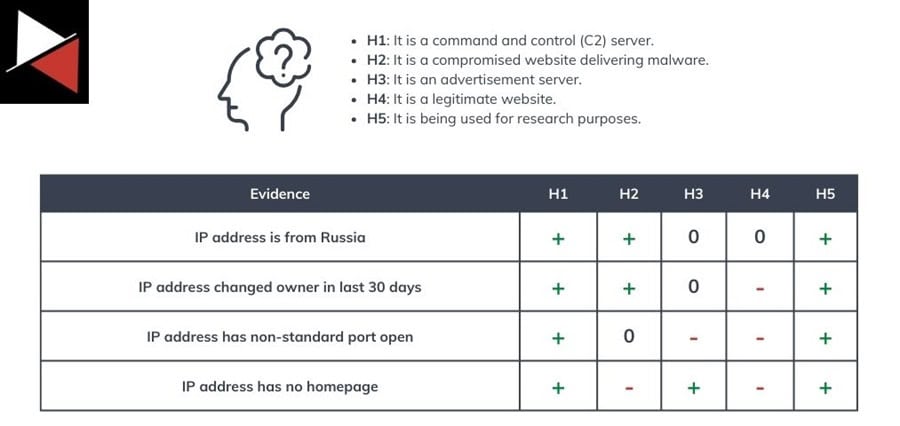 ?
• H1: It is a command and control (C2) server.
• H2: It is a compromised website delivering malware.
• H3: It is an advertisement server.
• H4: It is a legitimate website.
• H5: It is being used for research purposes.
Evidence H1 H2 H3 H4 H5
IP address is from Russia + + 0 0 +
IP address changed owner in last 30 days + + 0 - +
IP address has non-standard port open + 0 - - +
IP address has no homepage + - + - +